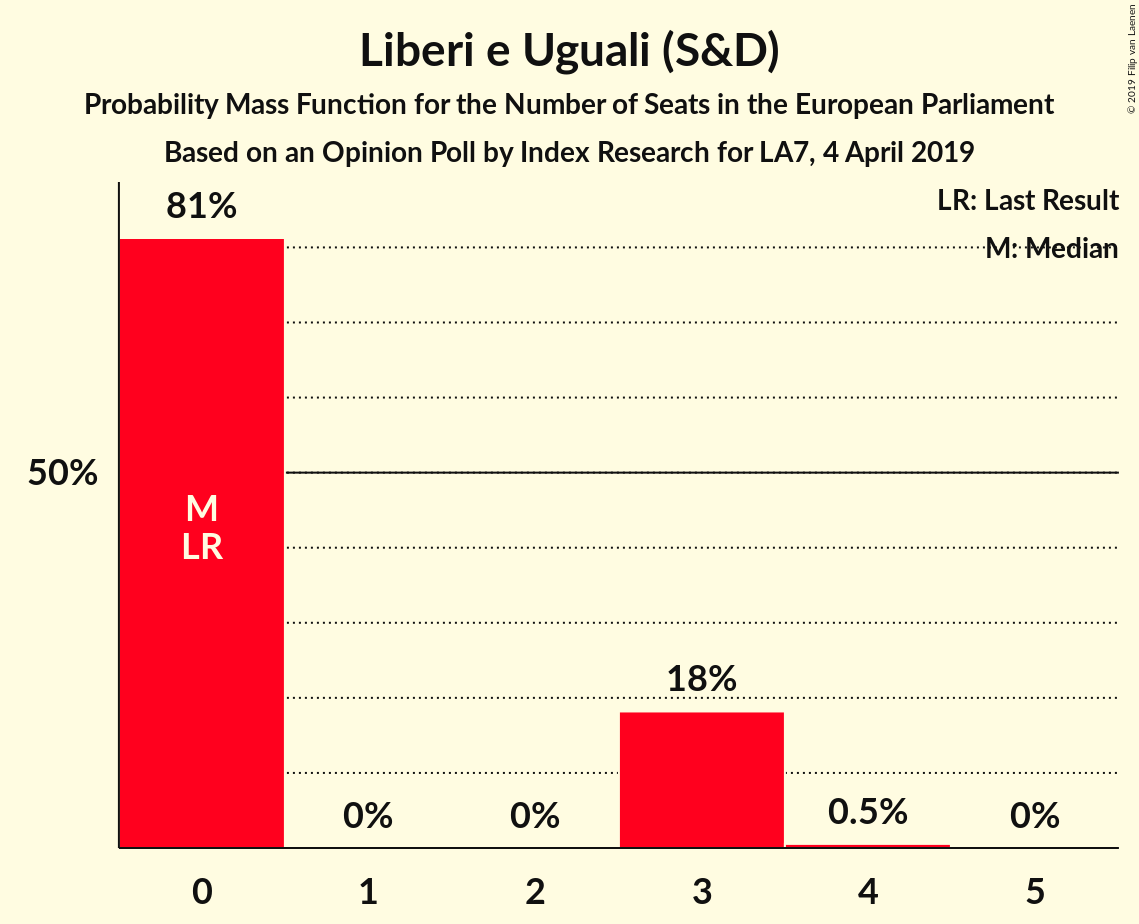 Liberi e Uguali (S&D)
Probability Mass Function for the Number of Seats in the European Parliament
Based on an Opinion Poll by Index Research for LA7, 4 April 2019
© 2019 Filip van Laenen
LR: Last Result
M: Median
81%
50%
M
LR
0%
0%
18%
0.5%
0%
0
1
2
3
4
5